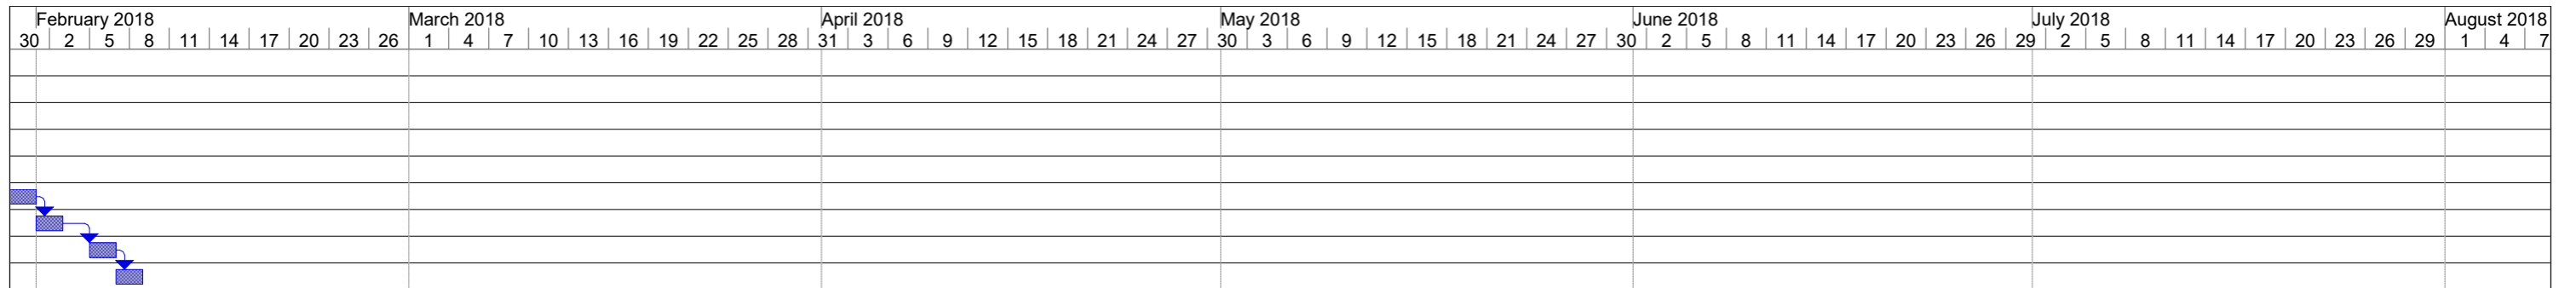 February 2018 March 2018 April 2018 May 2018 June 2018 July 2018 August 2018
30 2 5 8 11 14 17 20 23 26 1 4 7 10 13 16 19 22 25 28 31 3 6 9 12 15 18 21 24 27 30 3 6 9 12 15 18 21 24 27 30 2 5 8 11 14 17 20 23 26 29 2 5 8 11 14 17 20 23 26 29 1 4 7